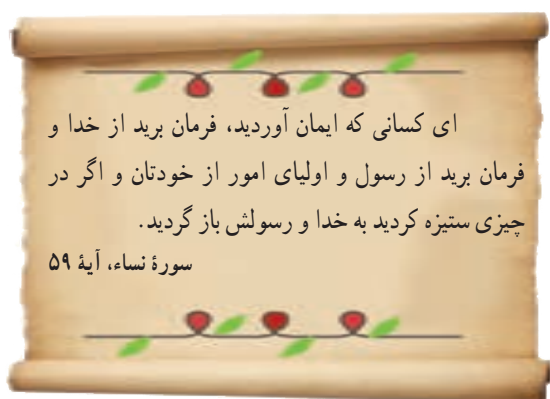 ای کسانی که ایمان آوردید، فرمان برید از خدا و
فرمان برید از رسول و اولیای امور از خودتان و اگر در
چیزی ستیزه کردید به خدا و رسولش باز گردید.
سورهٔ نساء، آیهٔ ۵۹